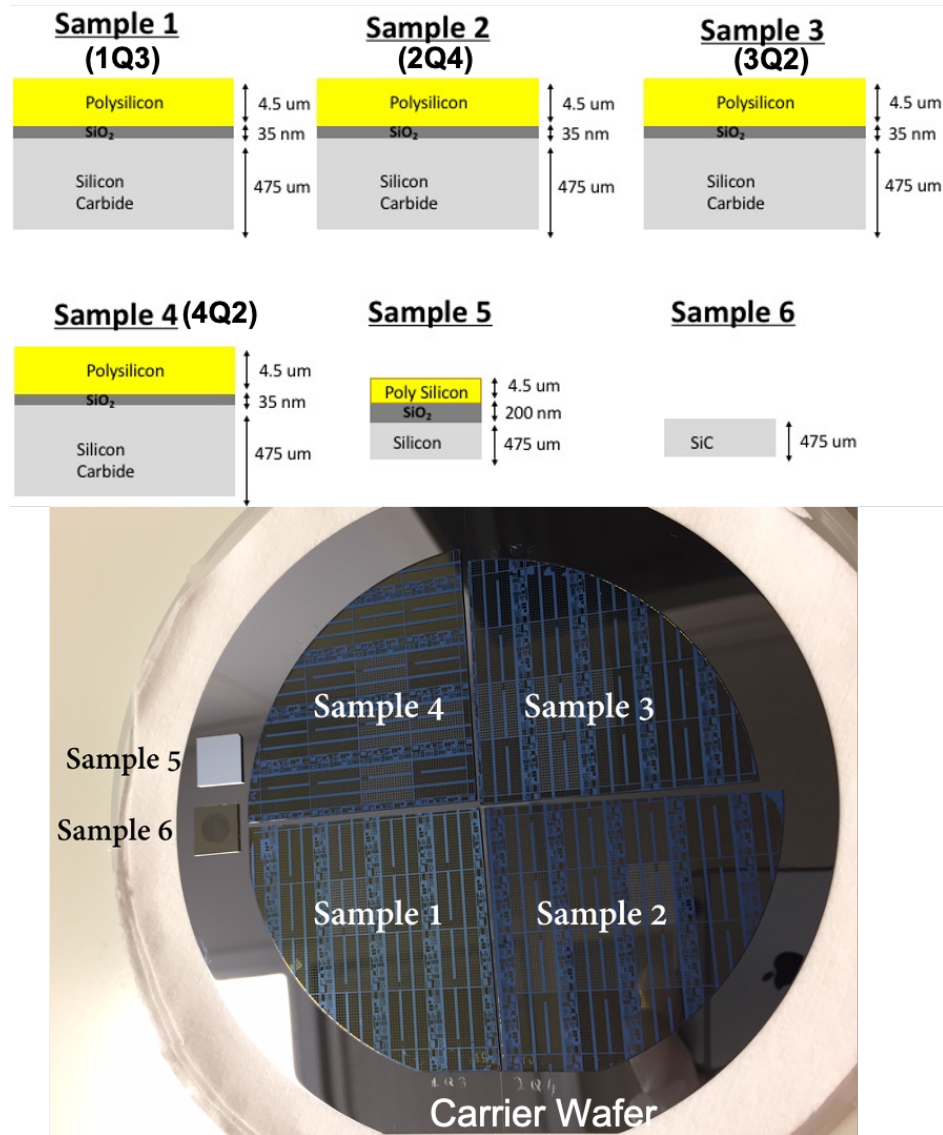 Sample 1
(1Q3)
Polysilicon
SiO₂
Silicon
Carbide
4.5 um
35 nm
475 um
Sample 2
(2Q4)
Polysilicon
SiO₂
Silicon
Carbide
4.5 um
35 nm
475 um
Sample 3
(3Q2)
Polysilicon
SiO₂
Silicon
Carbide
4.5 um
35 nm
475 um
Sample 4 (4Q2)
Polysilicon
SiO₂
Silicon
Carbide
4.5 um
35 nm
475 um
Sample 5
Poly Silicon
SiO₂
Silicon
4.5 um
200 nm
475 um
Sample 6
SiC
475 um
Sample 4
Sample 3
Sample 5
Sample 6
Sample 1
Sample 2
1Q3
2Q4
Carrier Wafer